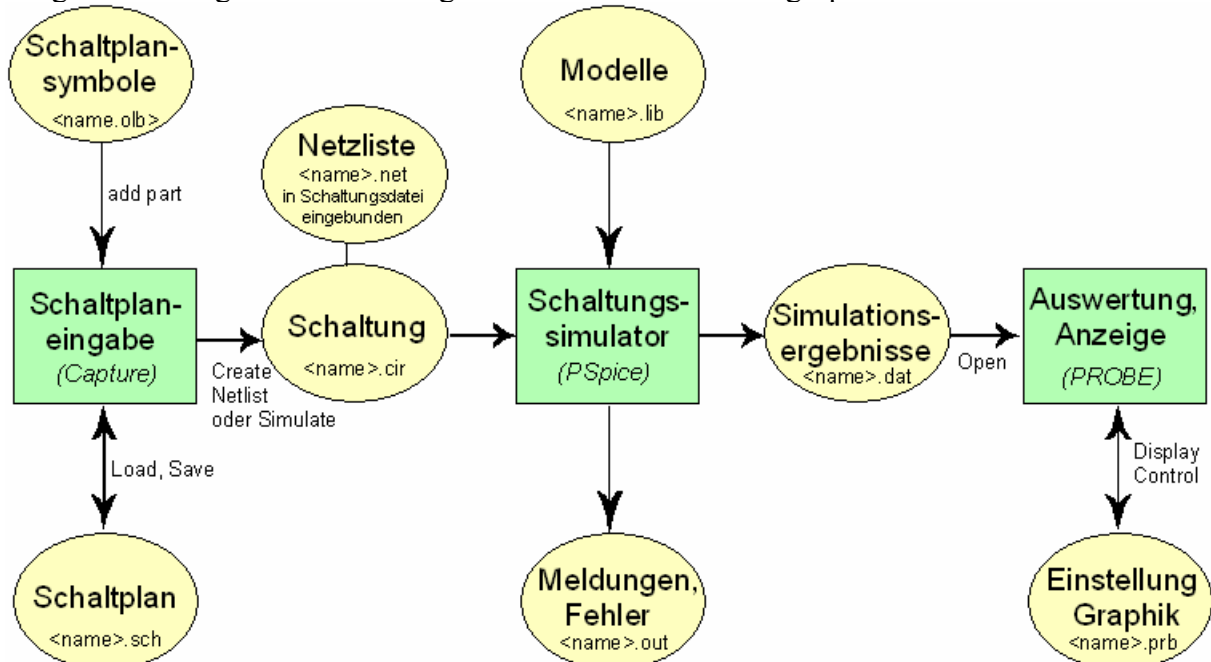 Schaltplan-
symbole
<name.olb>
Modelle
<name>.lib
Netzliste
<name>.net
in Schaltungsdatei
eingebunden
add part
Schaltplan-
eingabe
(Capture)
Create
Netlist
oder Simulate
Schaltung
<name>.cir
Schaltungs-
simulator
(PSpice)
Simulations-
ergebnisse
<name>.dat
Open
Auswertung,
Anzeige
(PROBE)
Load, Save
Display
Control
Schaltplan
<name>.sch
Meldungen,
Fehler
<name>.out
Einstellung
Graphik
<name>.prb